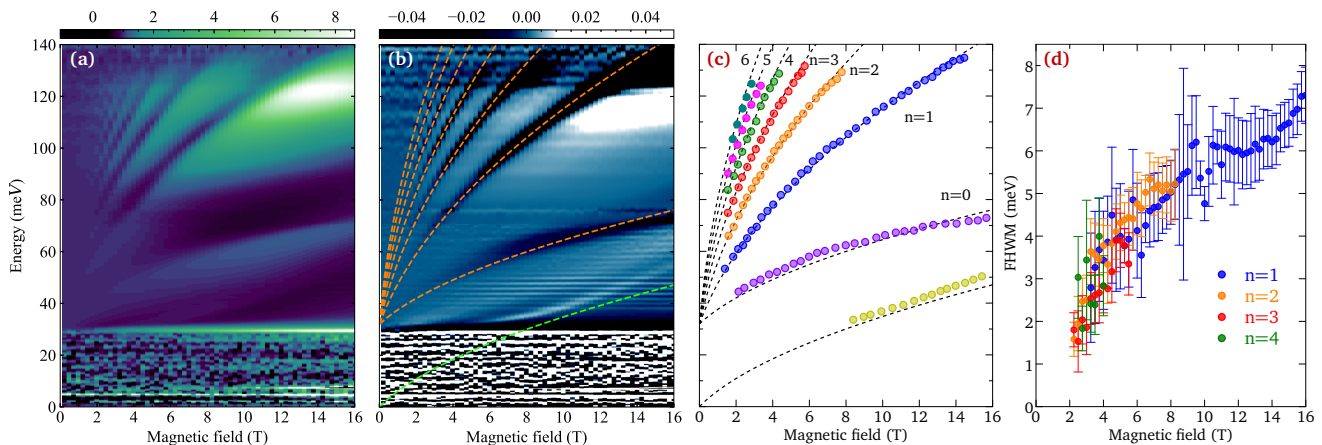 0 2 4 6 8
−0.04 −0.02 0.00 0.02 0.04
(a)
(b)
(c)
(d)
Energy (meV)
140
120
100
80
60
40
20
0
0 2 4 6 8 10 12 14 16
Magnetic field (T)
0 2 4 6 8 10 12 14 16
Magnetic field (T)
6 5 4 n=3
n=2
n=1
n=0
2 4 6 8 10 12 14 16
Magnetic field (T)
FHWM (meV)
8
7
6
5
4
3
2
1
0
n=1
n=2
n=3
n=4
0 2 4 6 8 10 12 14 16
Magnetic field (T)